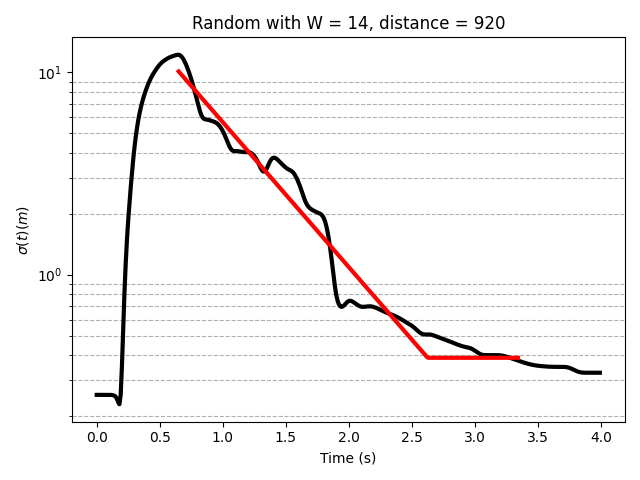 Random with W = 14, distance = 920
10¹
10⁰
σ(t)(m)
0.0 0.5 1.0 1.5 2.0 2.5 3.0 3.5 4.0
Time (s)